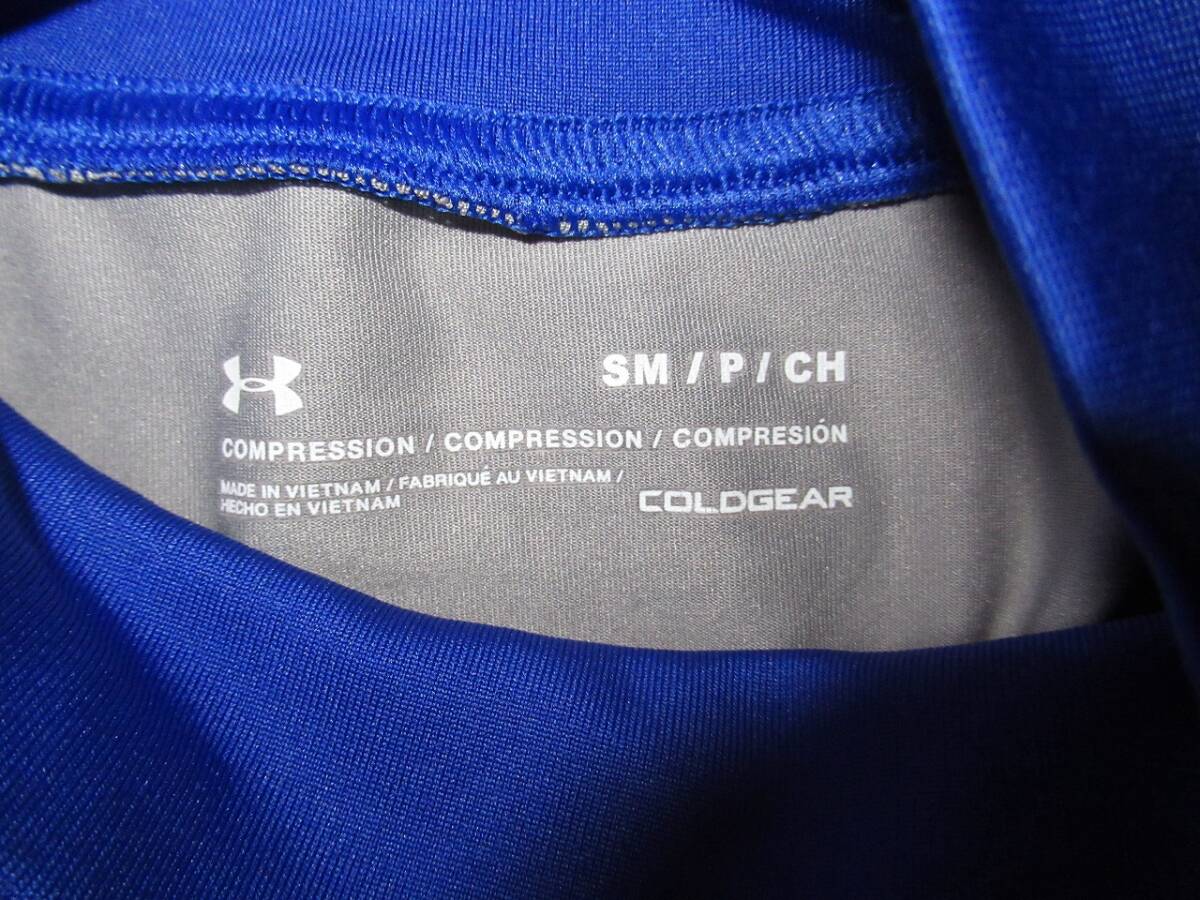 SM / P / CH
COMPRESSION / COMPRESSION / COMPRESIÓN
MADE IN VIETNAM / FABRIQUÉ AU VIETNAM /
HECHO EN VIETNAM
COLDGEAR